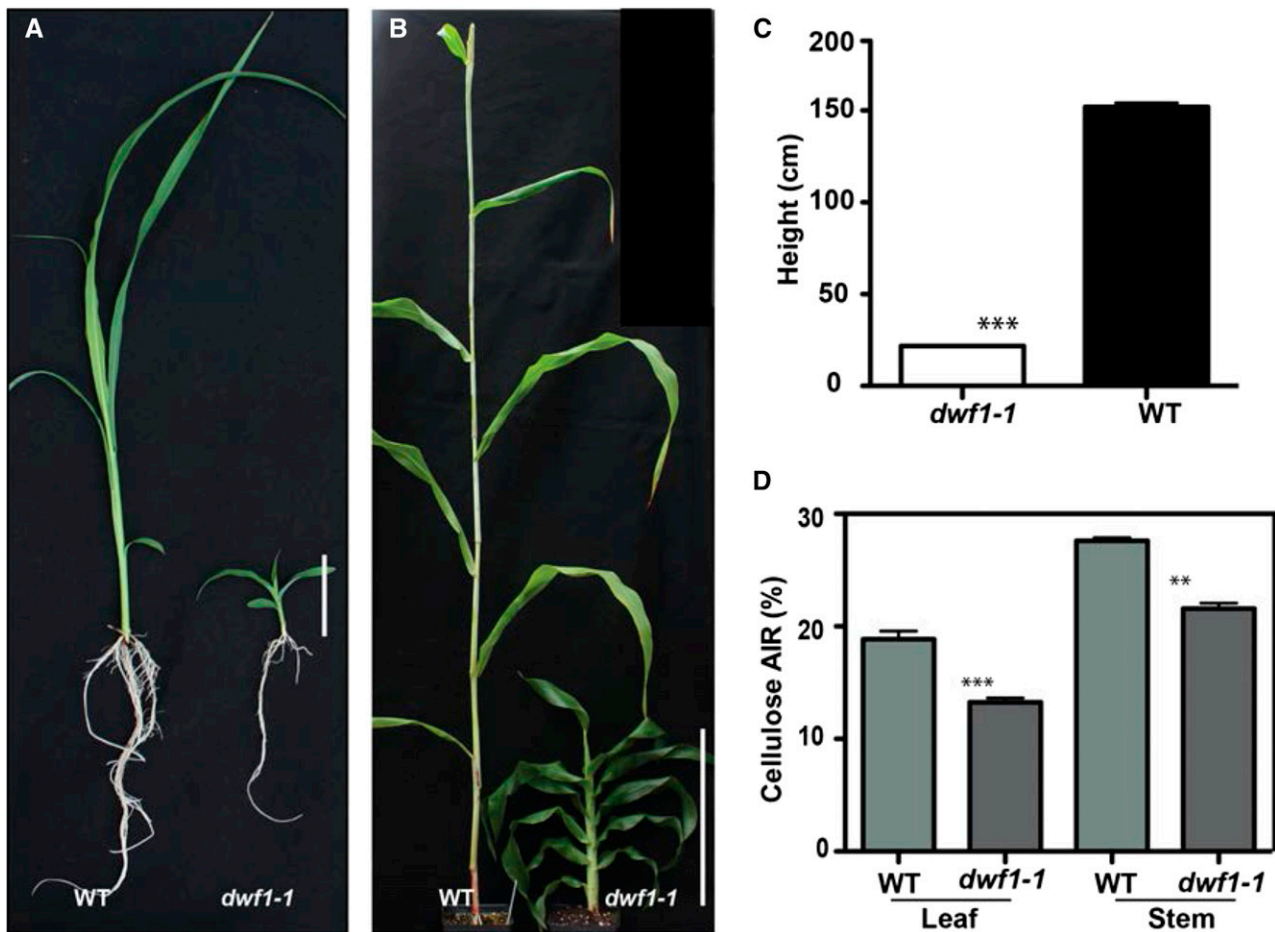 A
WT
dwf1-1
B
WT
dwf1-1
C
Height (cm)
200
150
100
50
0
***
dwf1-1
WT
D
Cellulose AIR (%)
30
20
10
0
***
**
WT
dwf1-1
WT
dwf1-1
Leaf
Stem